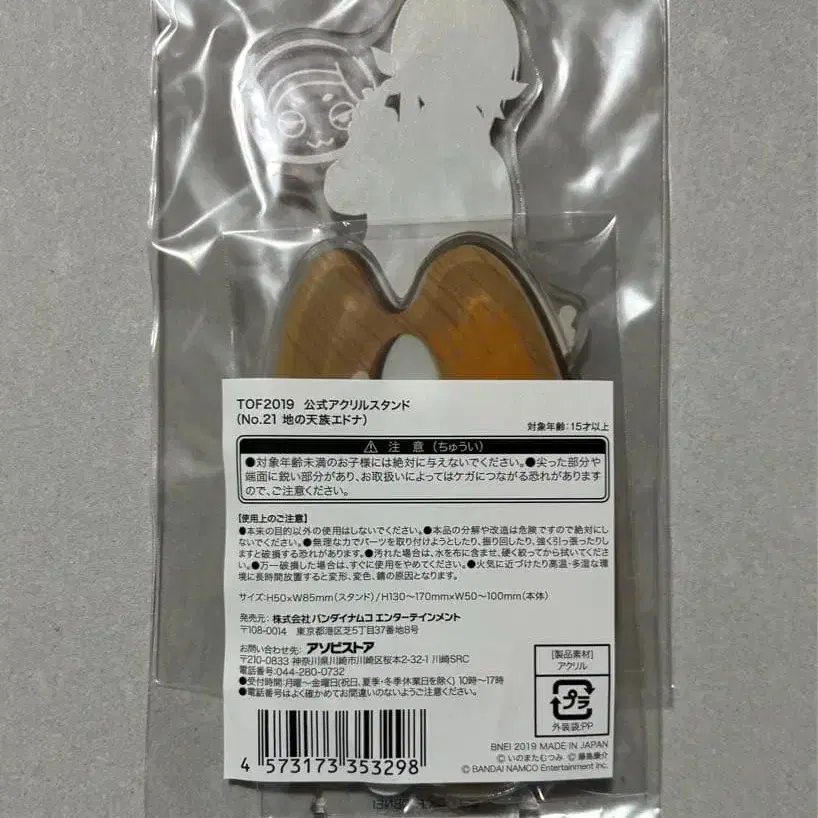 TOF2019 公式アクリルスタンド
(No.21 地の天族エドナ)
対象年齢:15才以上
注 意 (ちゅうい)
●対象年齢未満のお子様には絶対に与えないでください。●尖った部分や
端面に鋭い部分があり、お取扱いによってはケガにつながる恐れがあります
ので、ご注意ください。
【使用上のご注意】
●本来の目的以外の使用はしないでください。●本品の分解や改造は危険ですので絶対にし
ないでください。●無理な力でパーツを取り付けようとしたり、振り回したり、強く引っ張ったりし
ますと破損する恐れがあります。●汚れた場合は、水を布に含ませ、硬く絞ってから拭いてくださ
い。●万一破損した場合は、すぐに使用をやめてください。●火気に近づけたり高温・多湿な環
境に長時間放置すると変形、変色、錆の原因となります。
サイズ:H50×W85mm(スタンド)/H130~170mm×W50~100mm(本体)
発売元: 株式会社バンダイナムコエンターテインメント
〒108-0014 東京都港区芝5丁目37番地8号
お問い合わせ先: アソビストア
〒210-0833 神奈川県川崎市川崎区桜本2-32-1 川崎SRC
電話番号:044-280-0732
●受付時間:月曜~金曜日(祝日、夏季・冬季休業日を除く) 10時~17時
●電話番号はよく確かめてお間違いのないようご注意ください。
[製品素材]
アクリル
プラ
外装袋:PP
4 573173 353298
BNEI 2019 MADE IN JAPAN
© いのまたむつみ © 藤島康介
© BANDAI NAMCO Entertainment Inc.